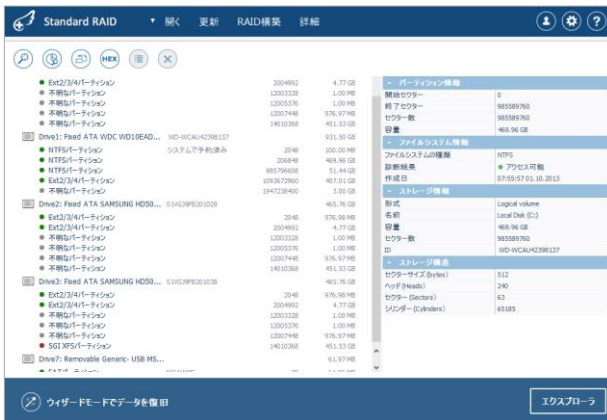 Standard RAID ▼ 開く 更新 RAID構築 詳細
HEX
Ext2/3/4パーティション 2004992 4.77 GB
不明なパーティション 12003328 1.00 MB
不明なパーティション 12005376 1.00 MB
不明なパーティション 12007448 976.97 MB
不明なパーティション 14010368 451.53 GB
Drive1: Fixed ATA WDC WD10EAD... WD-WCAU42398137 931.50 GB
NTFSパーティション システムで予約済み 2048 100.00 MB
NTFSパーティション 206848 469.96 GB
NTFSパーティション 985796608 51.44 GB
Ext2/3/4パーティション 1093672960 407.01 GB
不明なパーティション 1947238400 3.00 GB
Drive2: Fixed ATA SAMSUNG HD50... S1VGJ9FB201029 465.76 GB
Ext2/3/4パーティション 2048 976.98 MB
Ext2/3/4パーティション 2004992 4.77 GB
不明なパーティション 12003328 1.00 MB
不明なパーティション 12005376 1.00 MB
不明なパーティション 12007448 976.97 MB
不明なパーティション 14010368 451.53 GB
Drive3: Fixed ATA SAMSUNG HD50... S1VGJ9FB201038 465.76 GB
Ext2/3/4パーティション 2048 976.98 MB
Ext2/3/4パーティション 2004992 4.77 GB
不明なパーティション 12003328 1.00 MB
不明なパーティション 12005376 1.00 MB
不明なパーティション 12007448 976.97 MB
SGI XFSパーティション 14010368 451.53 GB
Drive7: Removable Generic- USB MS... 61.97 MB
− パーティション情報
開始セクター 0
終了セクター 985589760
セクター数 985589760
容量 469.96 GB
− ファイルシステム情報
ファイルシステムの種類 NTFS
診断結果 アクセス可能
作成日 07:55:57 01.10.2013
− ストレージ情報
形式 Logical volume
名前 Local Disk (C:)
容量 469.96 GB
セクター数 985589760
ID WD-WCAU42398137
− ストレージ構造
セクターサイズ (bytes) 512
ヘッド (Heads) 240
セクター (Sectors) 63
シリンダー (Cylinders) 65185
ウィザードモードでデータを復旧
エクスプローラ